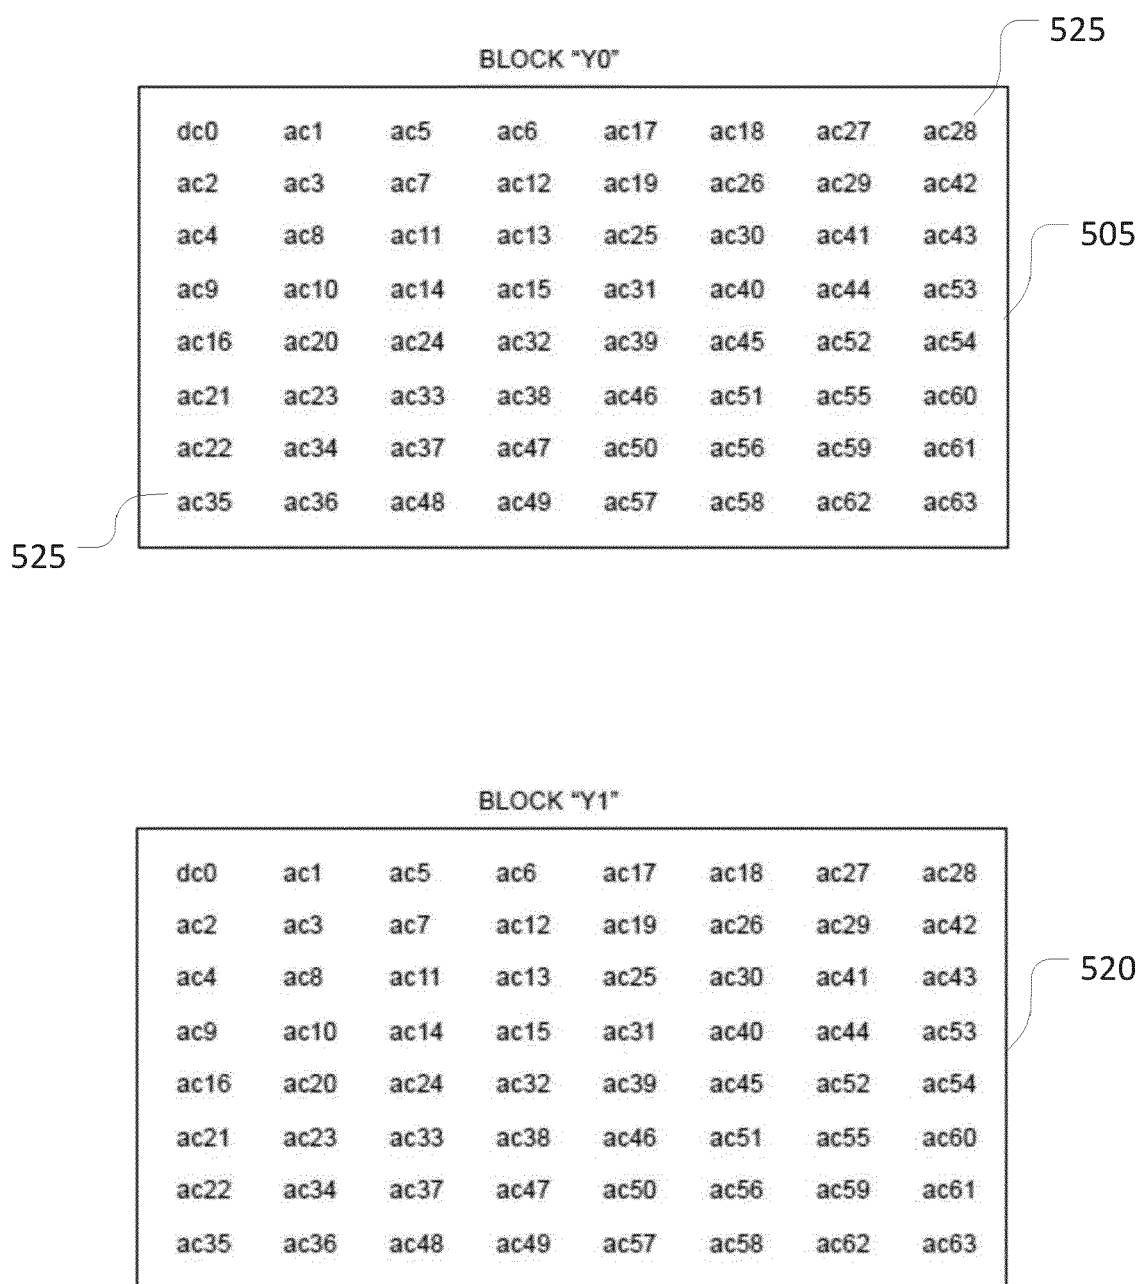 525
BLOCK “Y0”
dc0 ac1 ac5 ac6 ac17 ac18 ac27 ac28
ac2 ac3 ac7 ac12 ac19 ac26 ac29 ac42
ac4 ac8 ac11 ac13 ac25 ac30 ac41 ac43
505
ac9 ac10 ac14 ac15 ac31 ac40 ac44 ac53
ac16 ac20 ac24 ac32 ac39 ac45 ac52 ac54
ac21 ac23 ac33 ac38 ac46 ac51 ac55 ac60
ac22 ac34 ac37 ac47 ac50 ac56 ac59 ac61
ac35 ac36 ac48 ac49 ac57 ac58 ac62 ac63
525
BLOCK “Y1”
dc0 ac1 ac5 ac6 ac17 ac18 ac27 ac28
ac2 ac3 ac7 ac12 ac19 ac26 ac29 ac42
ac4 ac8 ac11 ac13 ac25 ac30 ac41 ac43
520
ac9 ac10 ac14 ac15 ac31 ac40 ac44 ac53
ac16 ac20 ac24 ac32 ac39 ac45 ac52 ac54
ac21 ac23 ac33 ac38 ac46 ac51 ac55 ac60
ac22 ac34 ac37 ac47 ac50 ac56 ac59 ac61
ac35 ac36 ac48 ac49 ac57 ac58 ac62 ac63